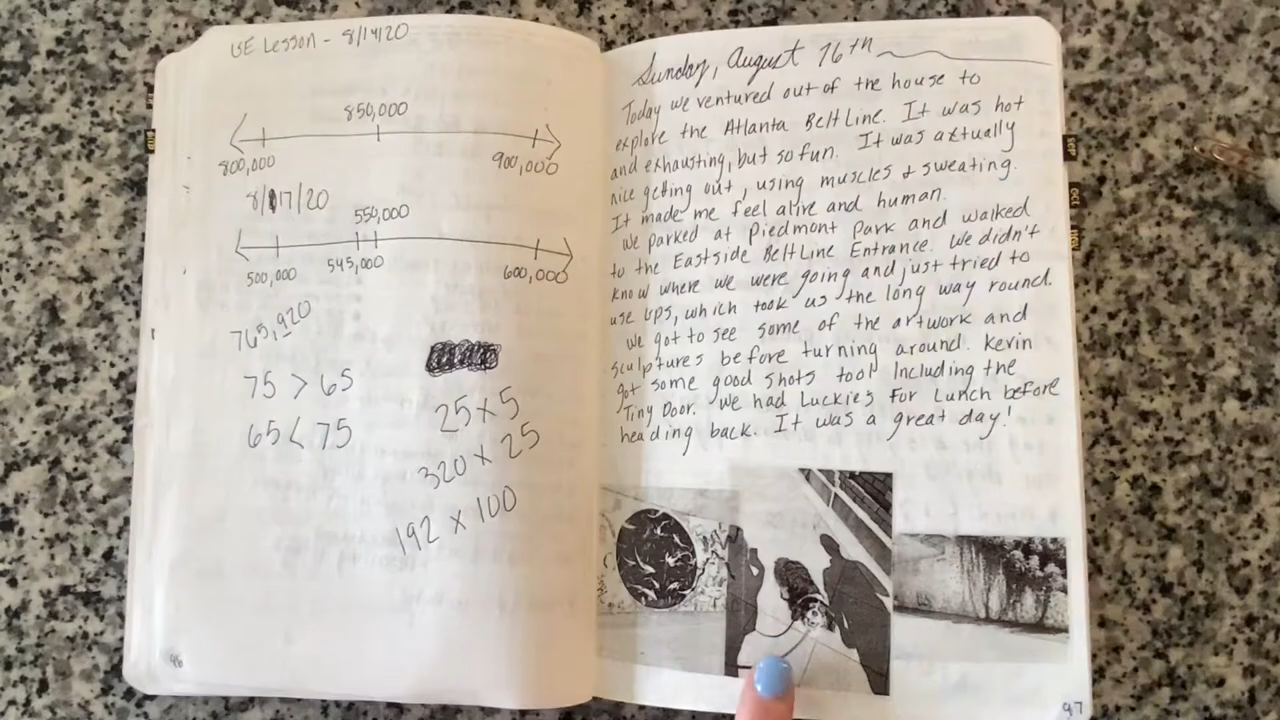 GE Lesson - 8/14/20
850,000
800,000 900,000
8/17/20
550,000
500,000 545,000 600,000
765,920
75 > 65
65 < 75
25 x 5
320 x 25
192 x 100
46
Sunday, August 16th
Today we ventured out of the house to
explore the Atlanta BeltLine. It was hot
and exhausting, but so fun. It was actually
nice getting out, using muscles & sweating.
It made me feel alive and human.
We parked at Piedmont Park and walked
to the Eastside BeltLine Entrance. We didn't
know where we were going and just tried to
use GPS, which took us the long way round.
We got to see some of the artwork and
sculptures before turning around. Kevin
got some good shots too! Including the
Tiny Door. We had Luckies for Lunch before
heading back. It was a great day!
47
Sep
Oct
Nov